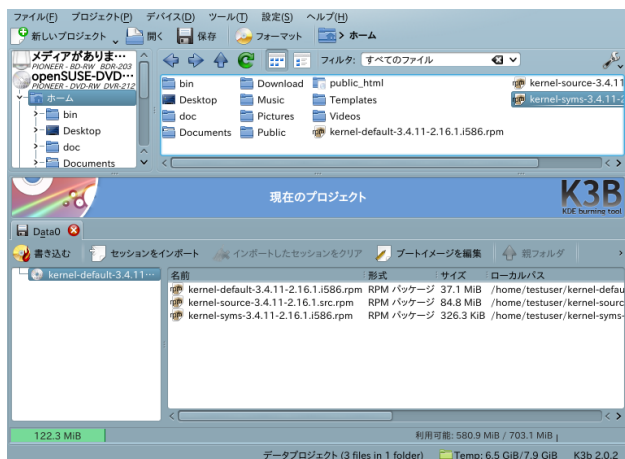 ファイル(F) プロジェクト(P) デバイス(D) ツール(T) 設定(S) ヘルプ(H)
新しいプロジェクト 開く 保存 フォーマット > ホーム
メディアがありま…
PIONEER - BD-RW BDR-203
openSUSE-DVD…
PIONEER - DVD-RW DVR-212
ホーム
bin
Desktop
doc
Documents
フィルタ: すべてのファイル
bin Download public_html kernel-source-3.4.11
Desktop Music Templates kernel-syms-3.4.11-2
doc Pictures Videos
Documents Public kernel-default-3.4.11-2.16.1.i586.rpm
現在のプロジェクト
K3B
KDE burning tool
Data0
書き込む セッションをインポート インポートしたセッションをクリア ブートイメージを編集 親フォルダ
kernel-default-3.4.11…
名前 形式 サイズ ローカルパス
kernel-default-3.4.11-2.16.1.i586.rpm RPM パッケージ 37.1 MiB /home/testuser/kernel-defau
kernel-source-3.4.11-2.16.1.src.rpm RPM パッケージ 84.8 MiB /home/testuser/kernel-sourc
kernel-syms-3.4.11-2.16.1.i586.rpm RPM パッケージ 326.3 KiB /home/testuser/kernel-syms-
122.3 MiB 利用可能: 580.9 MiB / 703.1 MiB
データプロジェクト (3 files in 1 folder) Temp: 6.5 GiB/7.9 GiB K3b 2.0.2